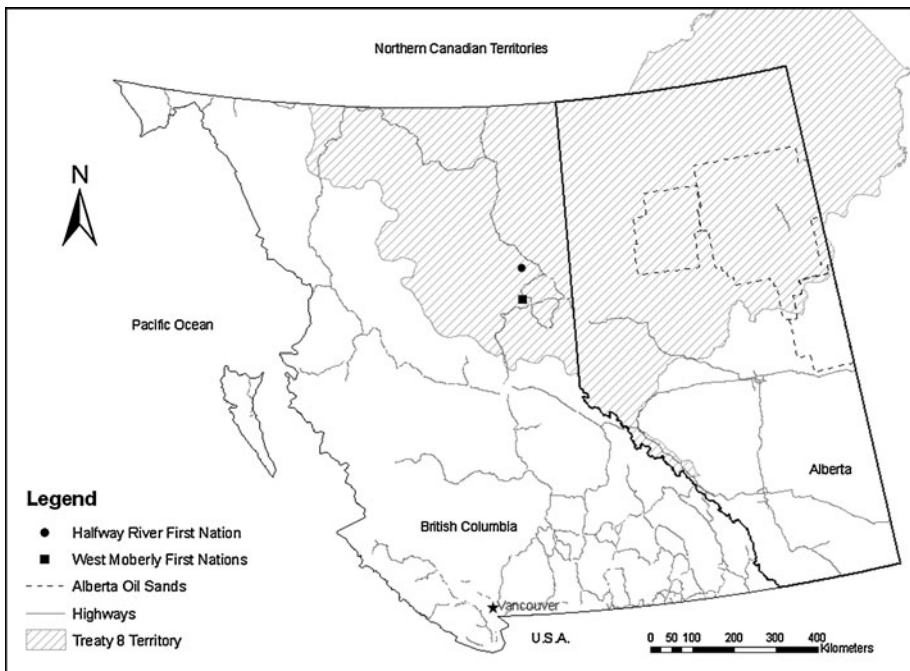 Northern Canadian Territories
N
Pacific Ocean
Alberta
British Columbia
Vancouver
U.S.A.
Legend
Halfway River First Nation
West Moberly First Nations
Alberta Oil Sands
Highways
Treaty 8 Territory
0 50 100 200 300 400
Kilometers